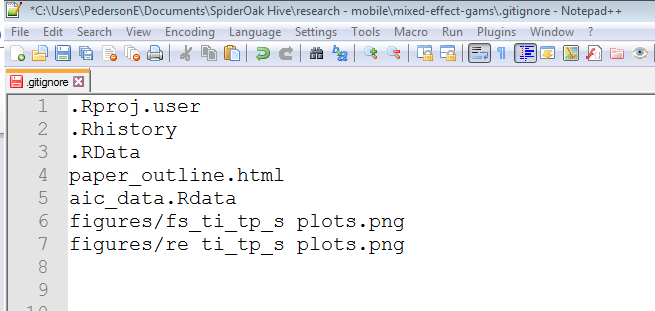 *C:\Users\PedersonE\Documents\SpiderOak Hive\research - mobile\mixed-effect-gams\.gitignore - Notepad++
File Edit Search View Encoding Language Settings Tools Macro Run Plugins Window ?
.gitignore
1 .Rproj.user
2 .Rhistory
3 .RData
4 paper_outline.html
5 aic_data.Rdata
6 figures/fs_ti_tp_s plots.png
7 figures/re ti_tp_s plots.png
8
9
10